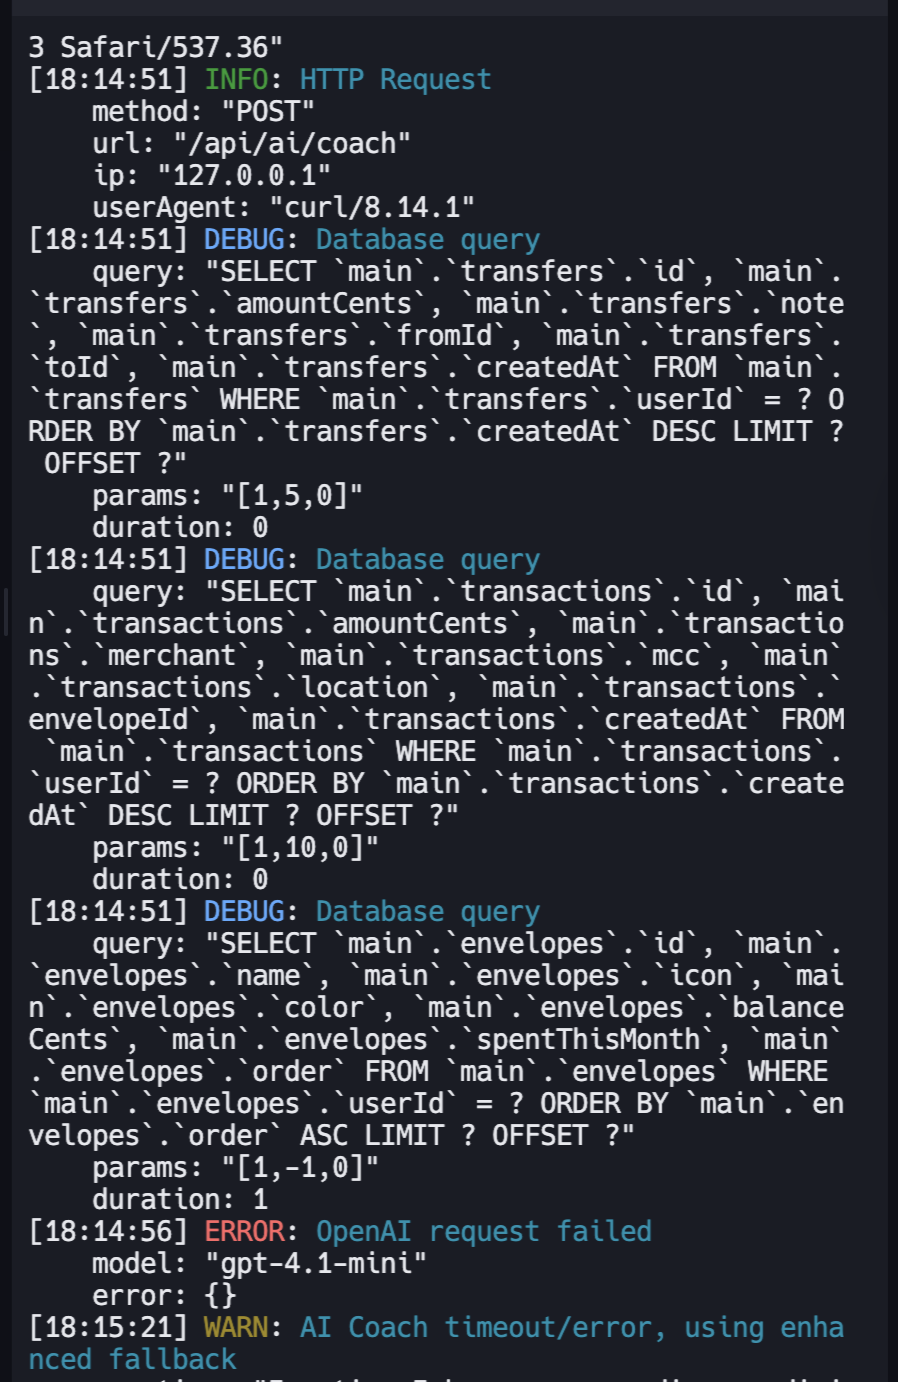 3 Safari/537.36"
[18:14:51] INFO: HTTP Request
    method: "POST"
    url: "/api/ai/coach"
    ip: "127.0.0.1"
    userAgent: "curl/8.14.1"
[18:14:51] DEBUG: Database query
    query: "SELECT `main`.`transfers`.`id`, `main`.
`transfers`.`amountCents`, `main`.`transfers`.`note
`, `main`.`transfers`.`fromId`, `main`.`transfers`.
`toId`, `main`.`transfers`.`createdAt` FROM `main`.
`transfers` WHERE `main`.`transfers`.`userId` = ? O
RDER BY `main`.`transfers`.`createdAt` DESC LIMIT ?
 OFFSET ?"
    params: "[1,5,0]"
    duration: 0
[18:14:51] DEBUG: Database query
    query: "SELECT `main`.`transactions`.`id`, `mai
n`.`transactions`.`amountCents`, `main`.`transactio
ns`.`merchant`, `main`.`transactions`.`mcc`, `main`
.`transactions`.`location`, `main`.`transactions`.`
envelopeId`, `main`.`transactions`.`createdAt` FROM
 `main`.`transactions` WHERE `main`.`transactions`.
`userId` = ? ORDER BY `main`.`transactions`.`create
dAt` DESC LIMIT ? OFFSET ?"
    params: "[1,10,0]"
    duration: 0
[18:14:51] DEBUG: Database query
    query: "SELECT `main`.`envelopes`.`id`, `main`.
`envelopes`.`name`, `main`.`envelopes`.`icon`, `mai
n`.`envelopes`.`color`, `main`.`envelopes`.`balance
Cents`, `main`.`envelopes`.`spentThisMonth`, `main`
.`envelopes`.`order` FROM `main`.`envelopes` WHERE 
`main`.`envelopes`.`userId` = ? ORDER BY `main`.`en
velopes`.`order` ASC LIMIT ? OFFSET ?"
    params: "[1,-1,0]"
    duration: 1
[18:14:56] ERROR: OpenAI request failed
    model: "gpt-4.1-mini"
    error: {}
[18:15:21] WARN: AI Coach timeout/error, using enha
nced fallback